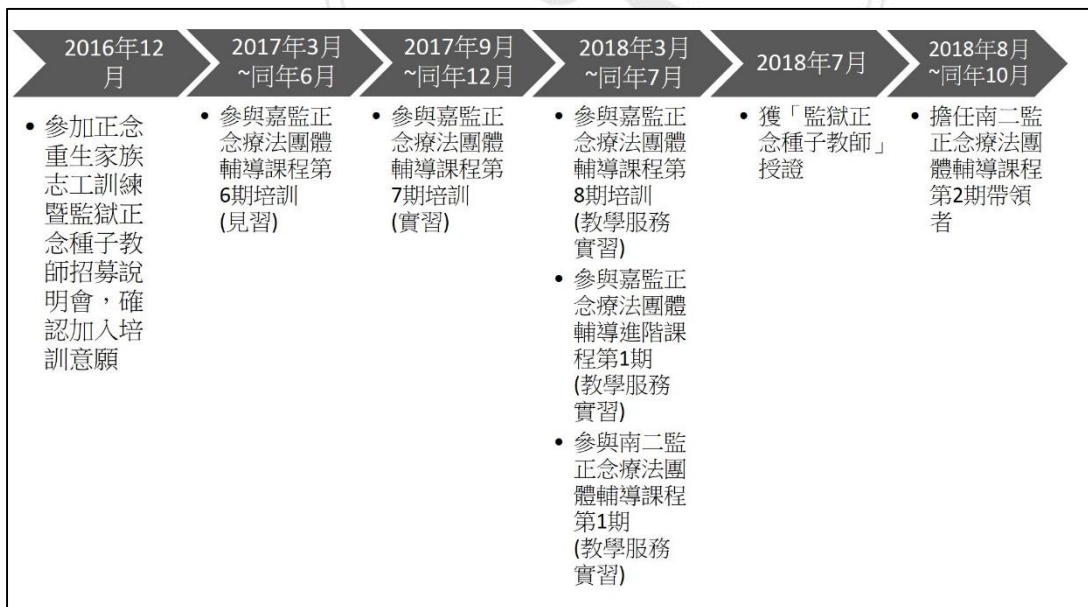 2016年12
月
• 參加正念
重生家族
志工訓練
暨監獄正
念種子教
師招募說
明會，確
認加入培
訓意願
2017年3月
~同年6月
• 參與嘉監正
念療法團體
輔導課程第
6期培訓
(見習)
2017年9月
~同年12月
• 參與嘉監正
念療法團體
輔導課程第
7期培訓
(實習)
2018年3月
~同年7月
• 參與嘉監正
念療法團體
輔導課程第
8期培訓
(教學服務
實習)
• 參與嘉監正
念療法團體
輔導進階課
程第1期
(教學服務
實習)
• 參與南二監
正念療法團
體輔導課程
第1期
(教學服務
實習)
2018年7月
• 獲「監獄正
念種子教師」
授證
2018年8月
~同年10月
• 擔任南二監
正念療法團
體輔導課程
第2期帶領
者